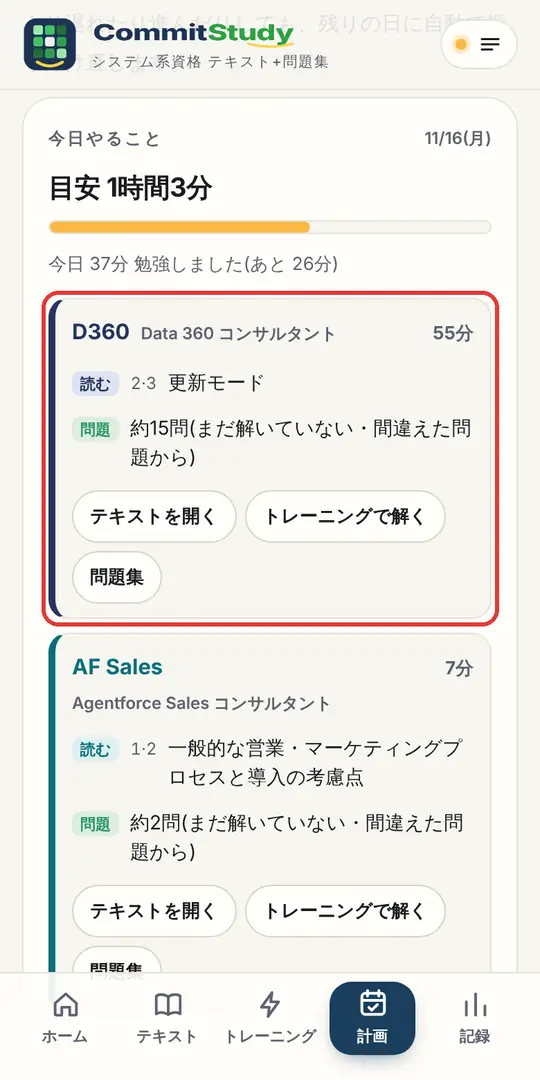 CommitStudy
システム系資格 テキスト+問題集
今日やること
11/16(月)
目安 1時間3分
今日 37分 勉強しました(あと 26分)
D360 Data 360 コンサルタント
55分
読む 2·3 更新モード
問題 約15問(まだ解いていない・間違えた問
題から)
テキストを開く
トレーニングで解く
問題集
AF Sales
7分
Agentforce Sales コンサルタント
読む 1·2 一般的な営業・マーケティングプ
ロセスと導入の考慮点
問題 約2問(まだ解いていない・間違えた問
題から)
テキストを開く
トレーニングで解く
問題集
ホーム
テキスト
トレーニング
計画
記録